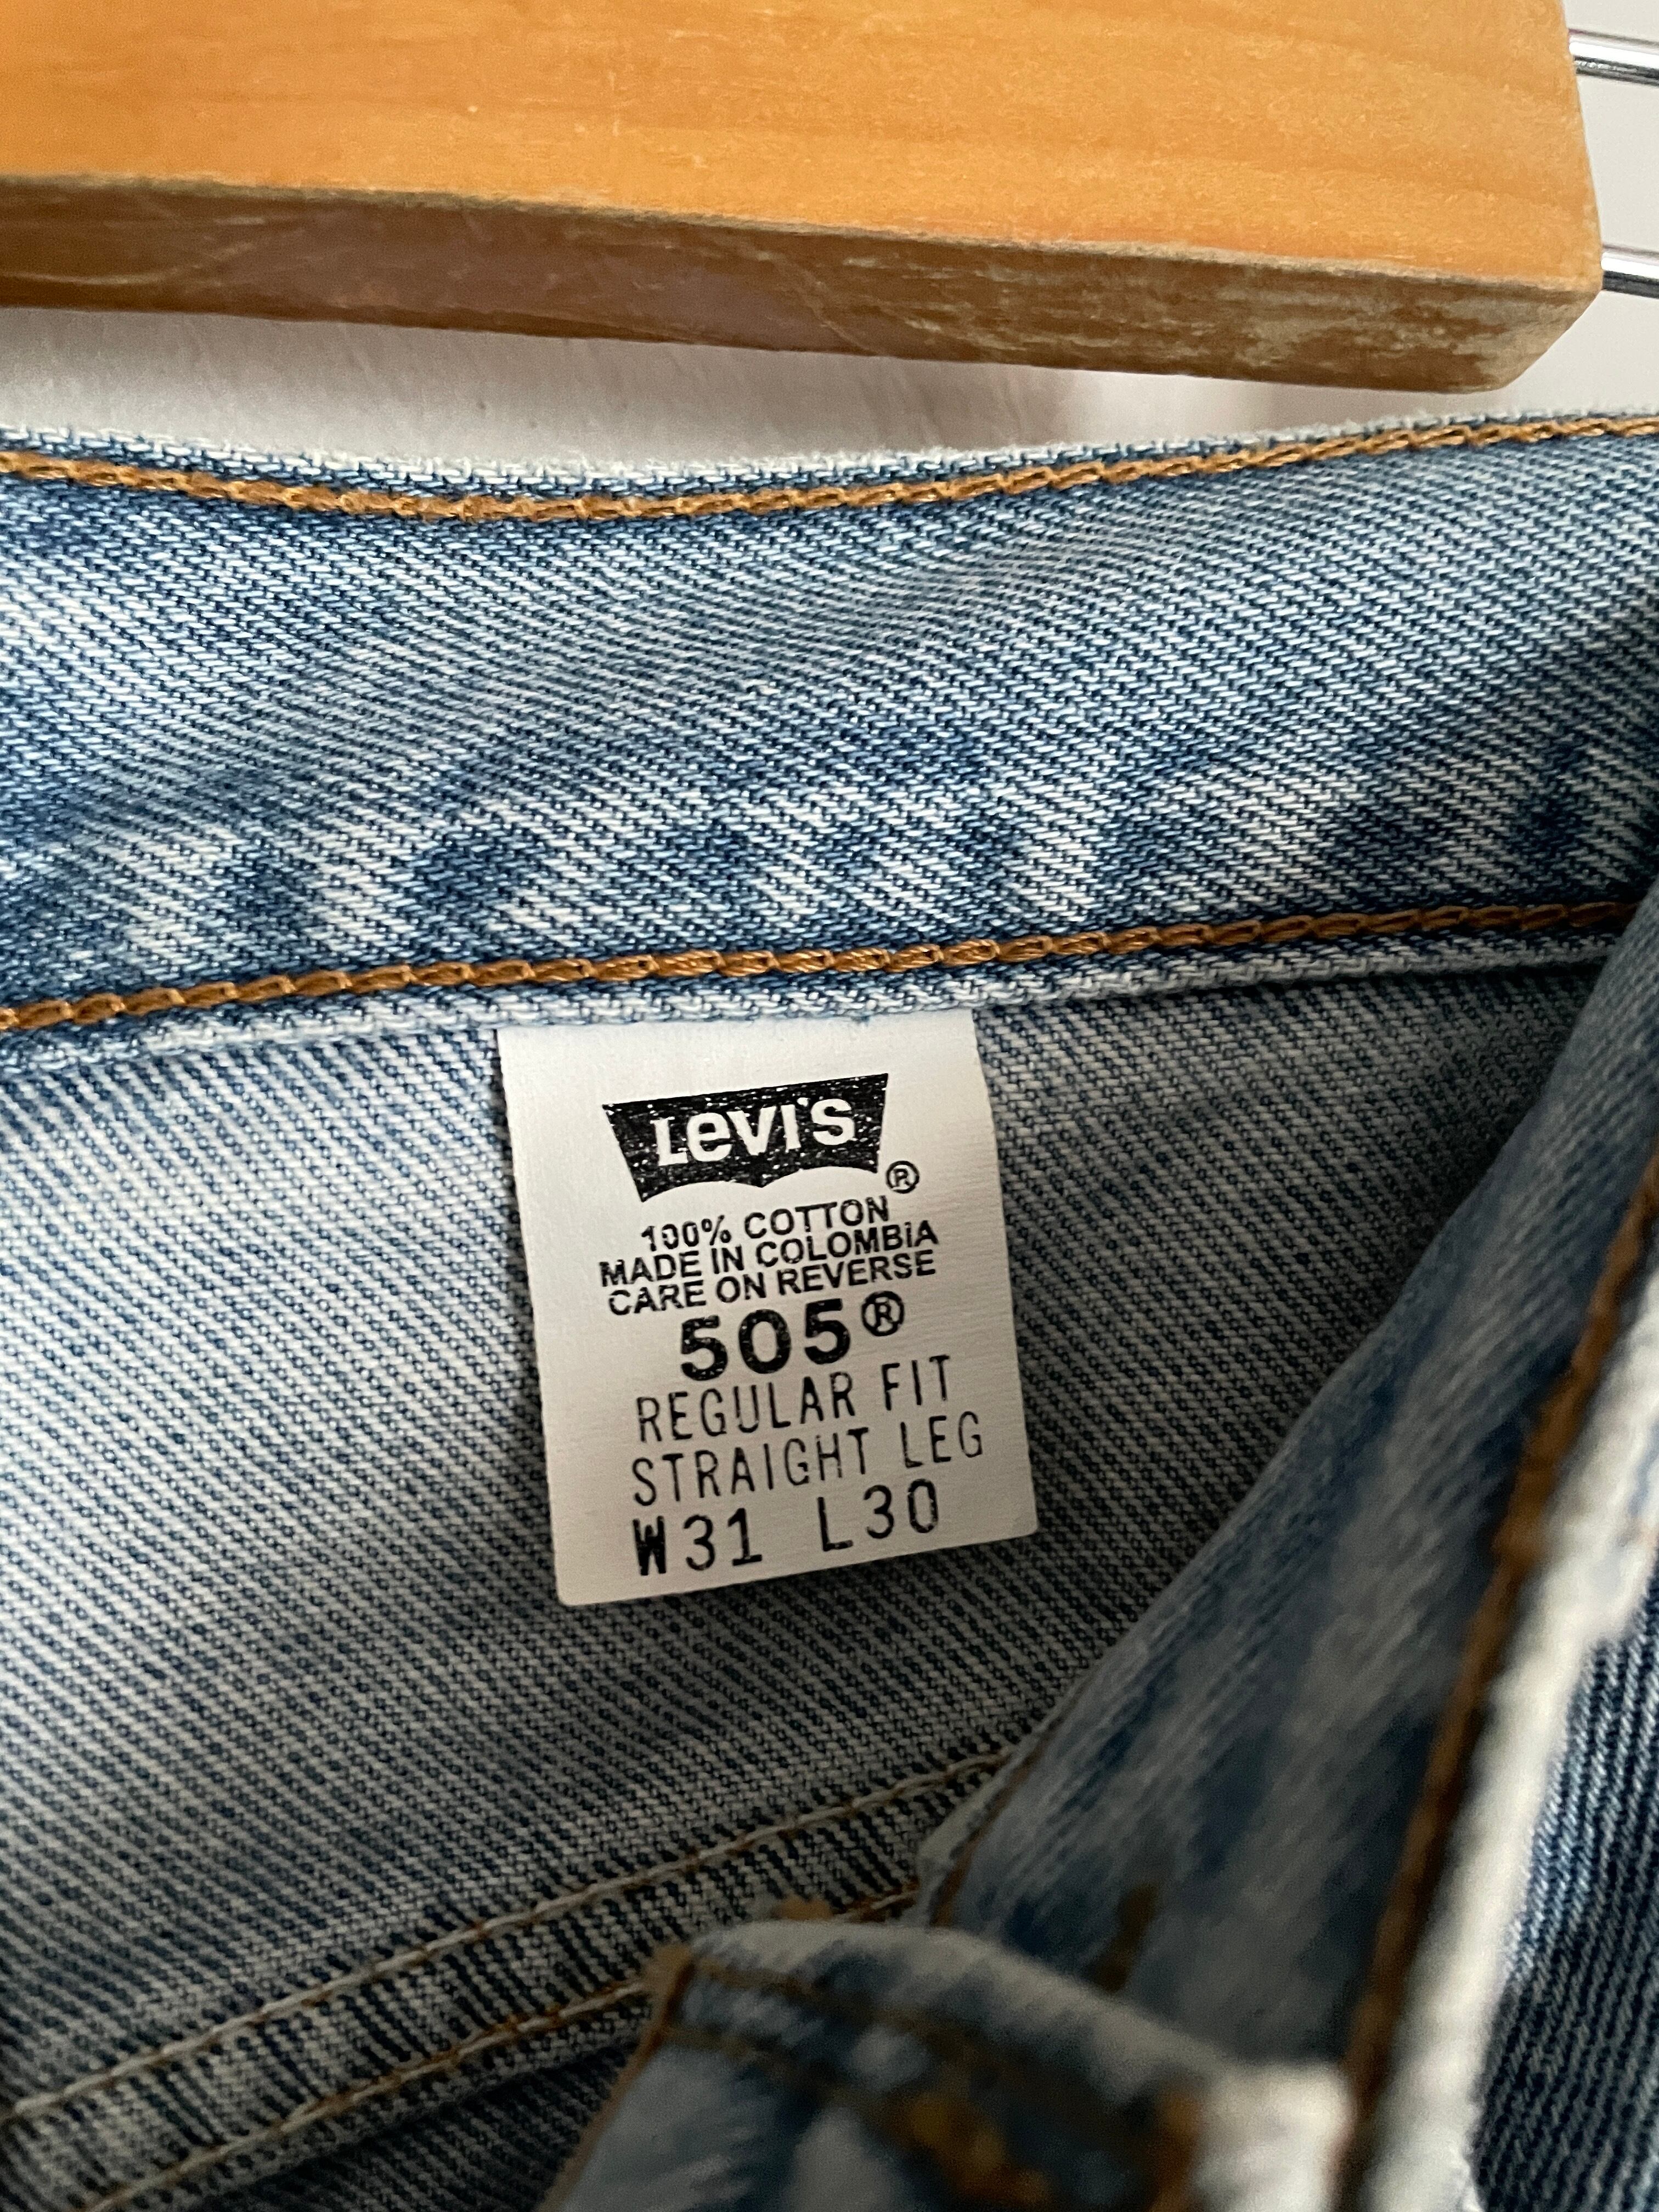 Levi's ®
100% COTTON
MADE IN COLOMBIA
CARE ON REVERSE
505®
REGULAR FIT
STRAIGHT LEG
W31 L30